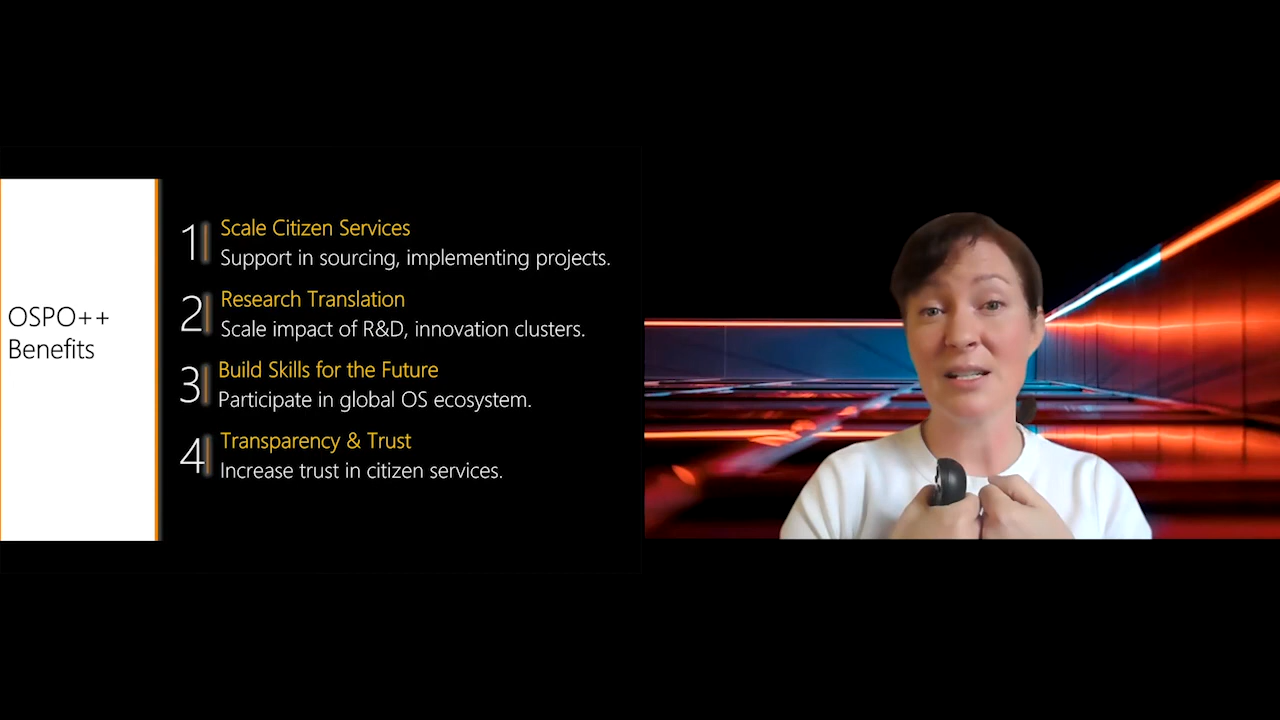 OSPO++
Benefits
1
Scale Citizen Services
Support in sourcing, implementing projects.
2
Research Translation
Scale impact of R&D, innovation clusters.
3
Build Skills for the Future
Participate in global OS ecosystem.
4
Transparency & Trust
Increase trust in citizen services.